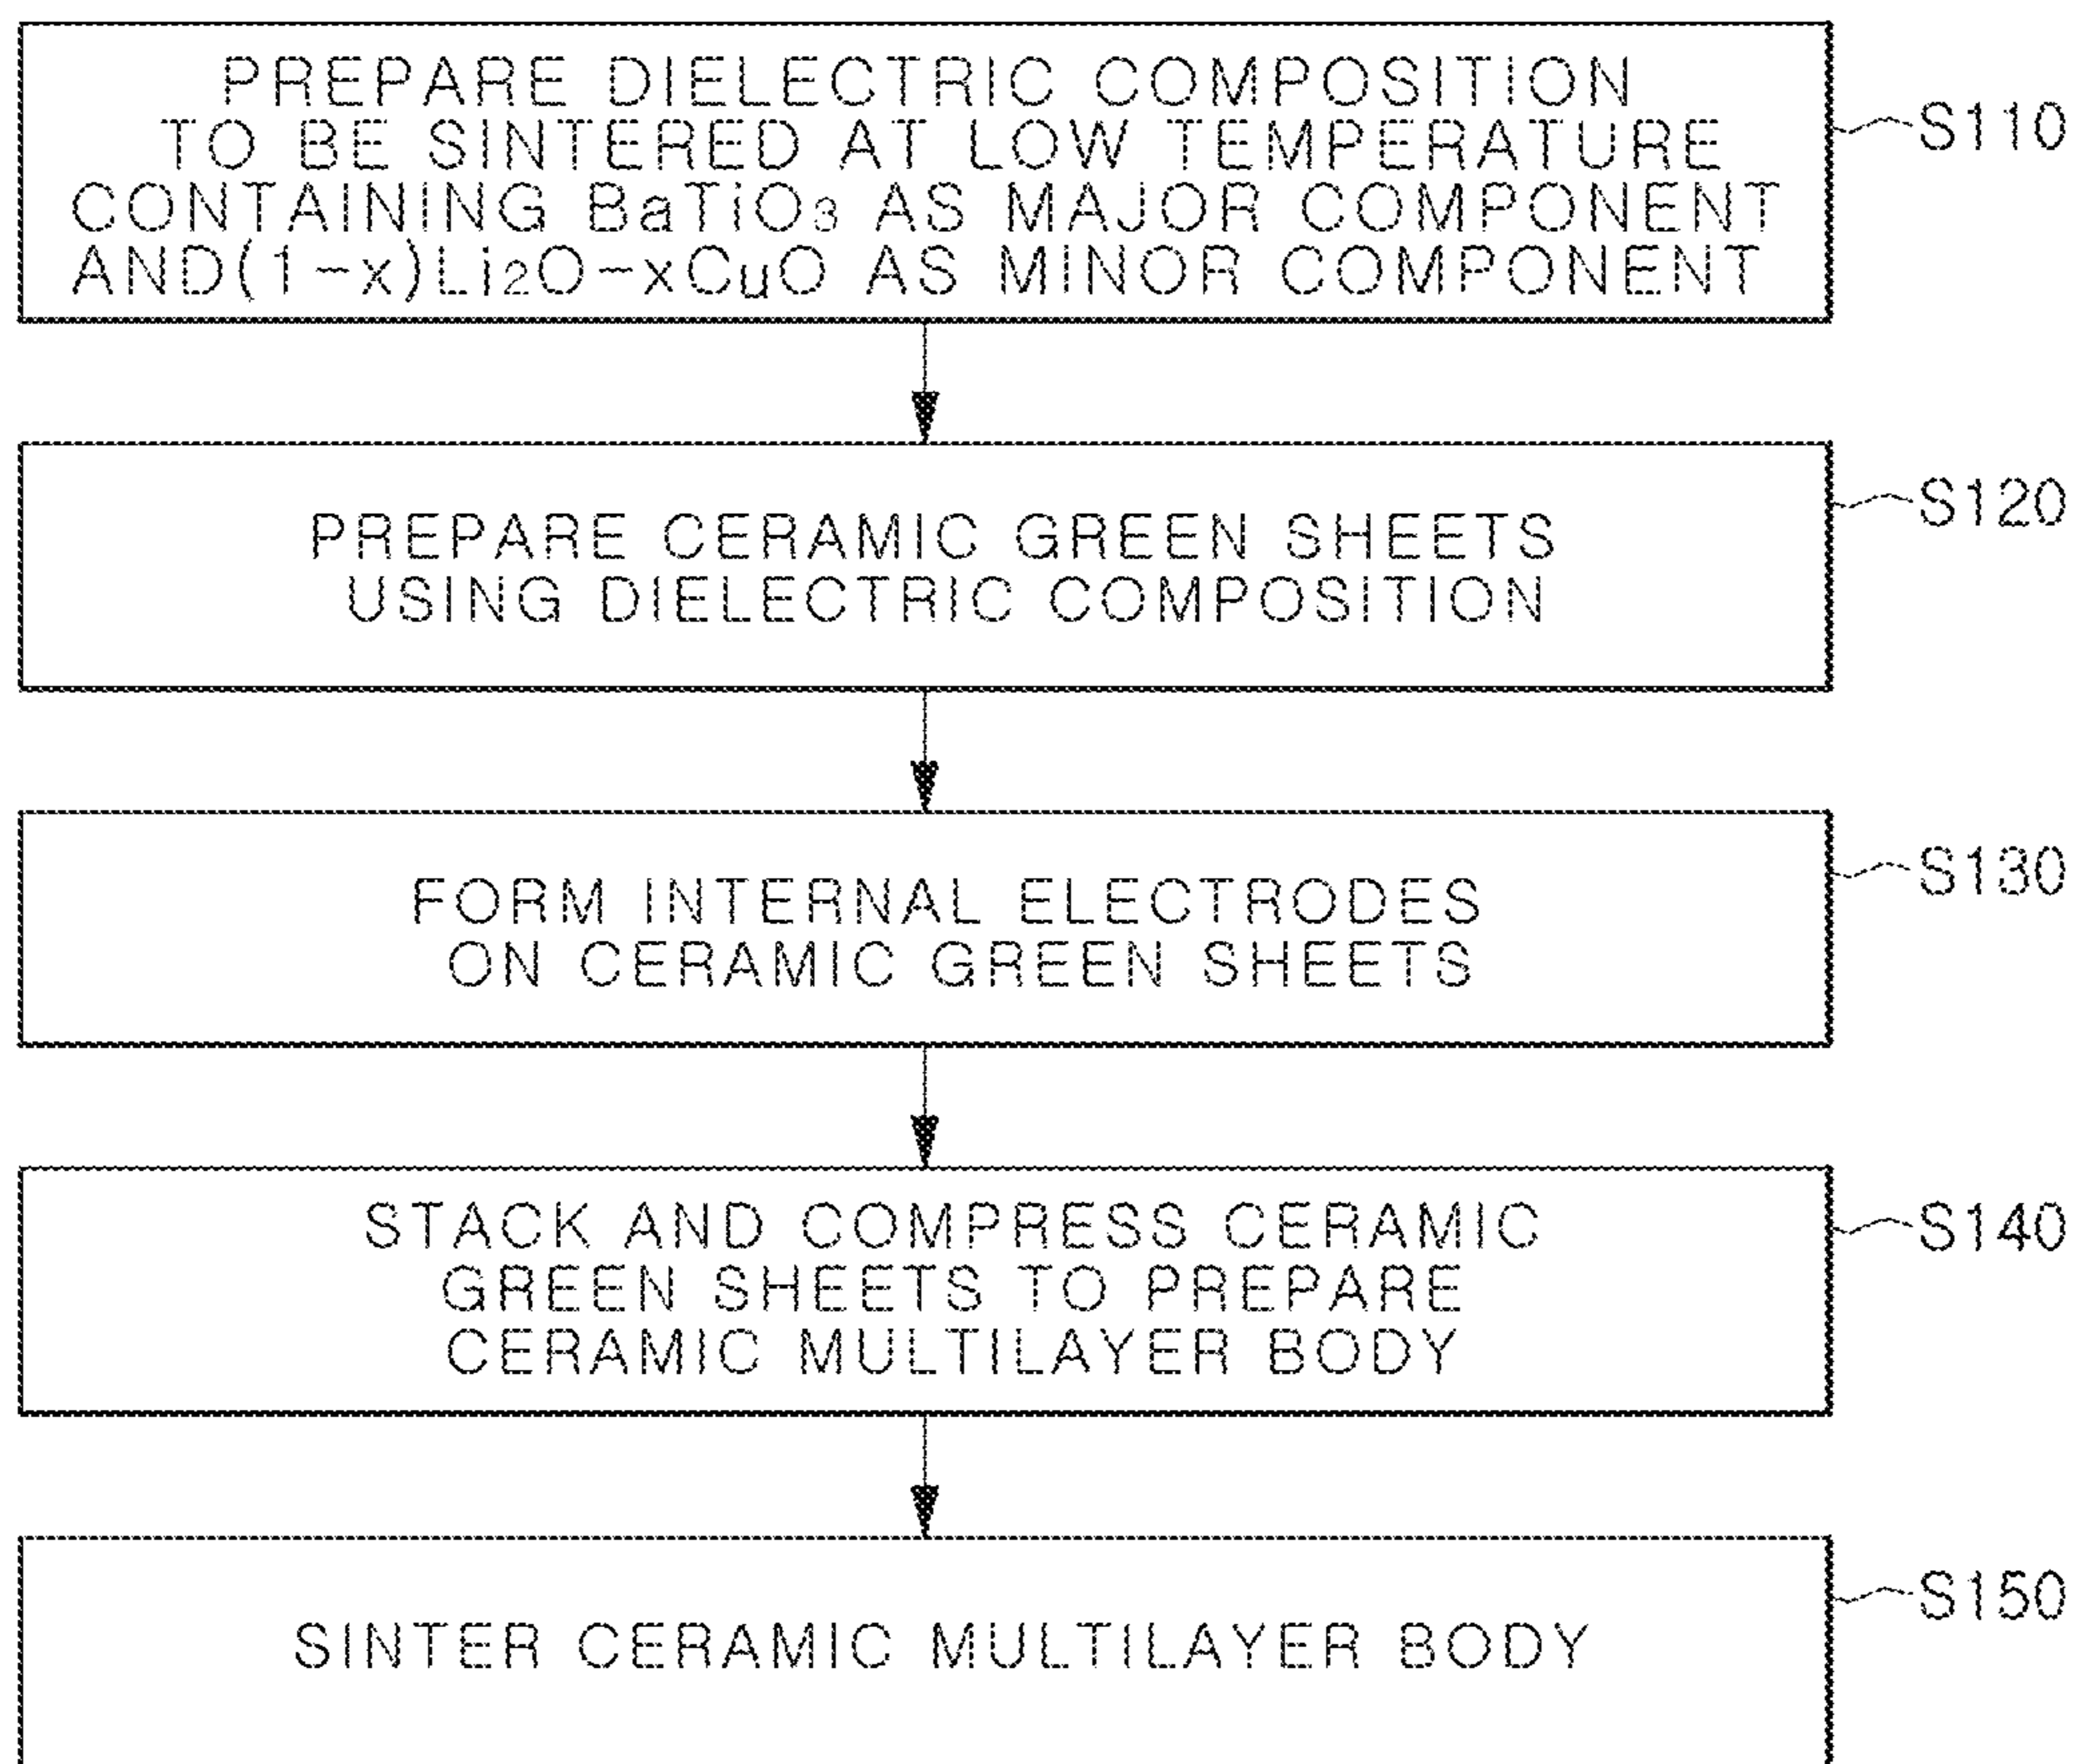 PREPARE DIELECTRIC COMPOSITION
TO BE SINTERED AT LOW TEMPERATURE
CONTAINING BaTiO₃ AS MAJOR COMPONENT
AND(1-x)Li₂O-xCuO AS MINOR COMPONENT
S110
PREPARE CERAMIC GREEN SHEETS
USING DIELECTRIC COMPOSITION
S120
FORM INTERNAL ELECTRODES
ON CERAMIC GREEN SHEETS
S130
STACK AND COMPRESS CERAMIC
GREEN SHEETS TO PREPARE
CERAMIC MULTILAYER BODY
S140
SINTER CERAMIC MULTILAYER BODY
S150